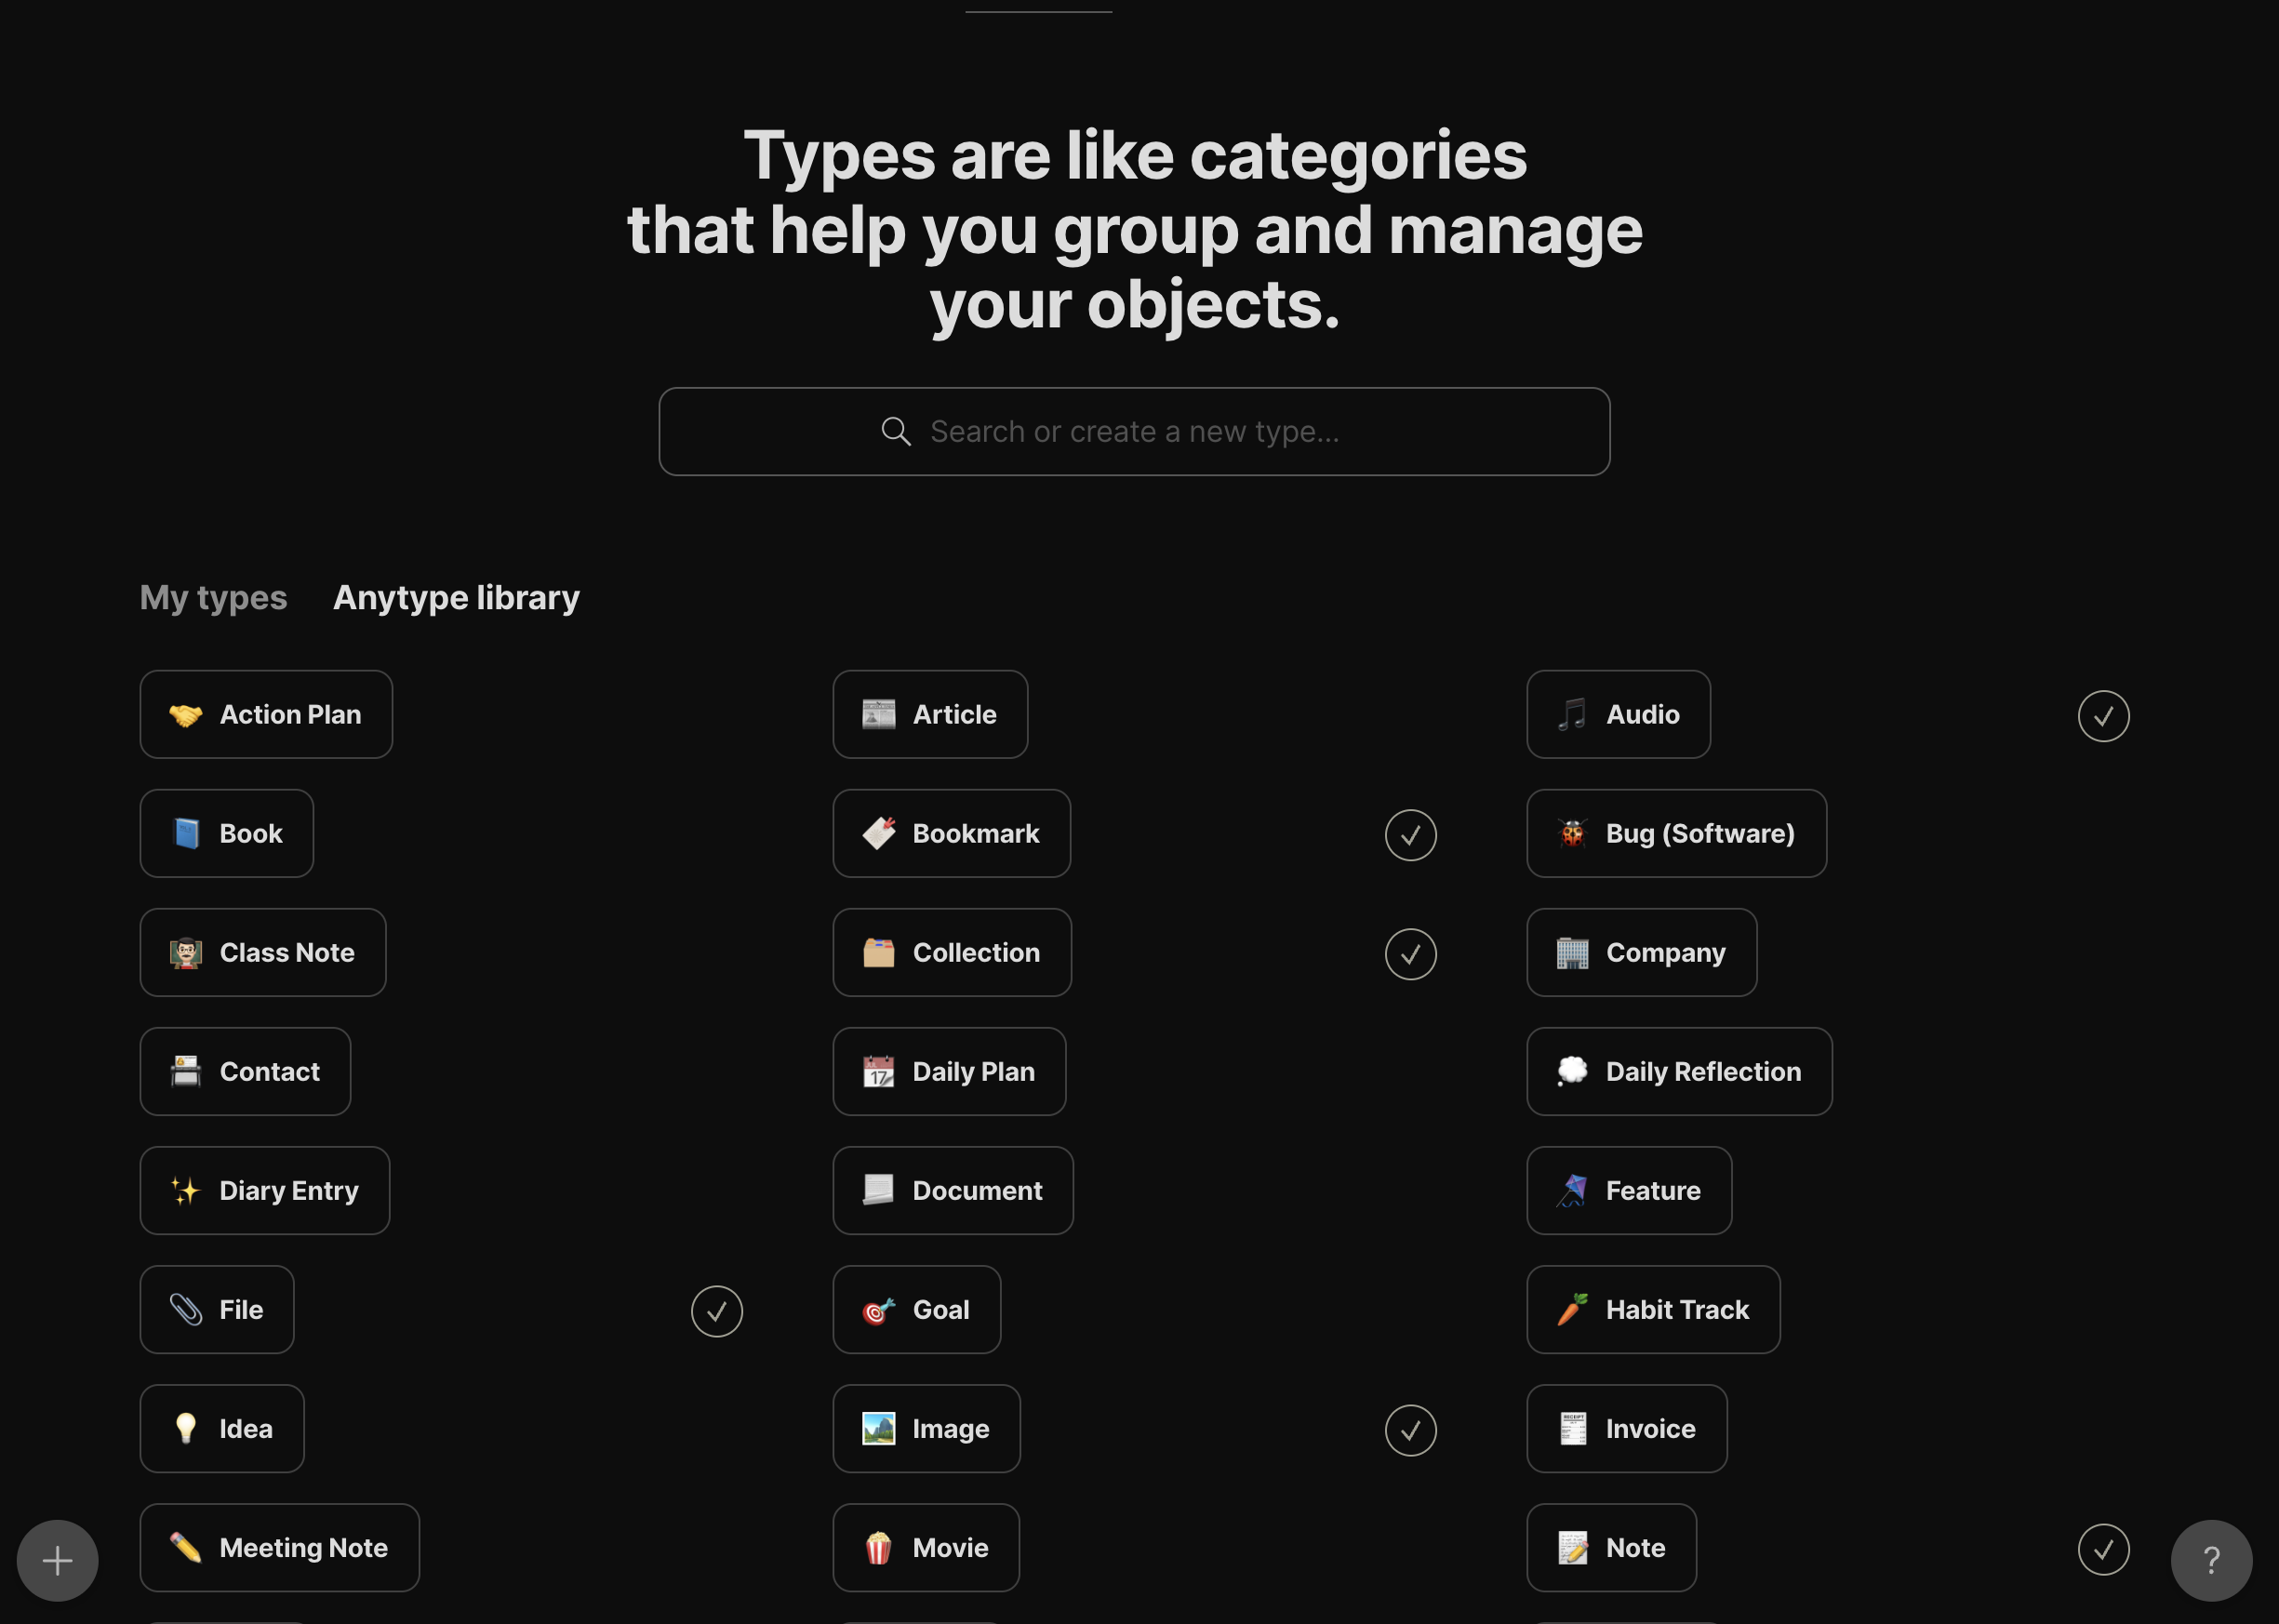 Types are like categories
that help you group and manage
your objects.
Search or create a new type...
My types Anytype library
Action Plan Article Audio
Book Bookmark Bug (Software)
Class Note Collection Company
Contact Daily Plan Daily Reflection
Diary Entry Document Feature
File Goal Habit Track
Idea Image Invoice
Meeting Note Movie Note
?